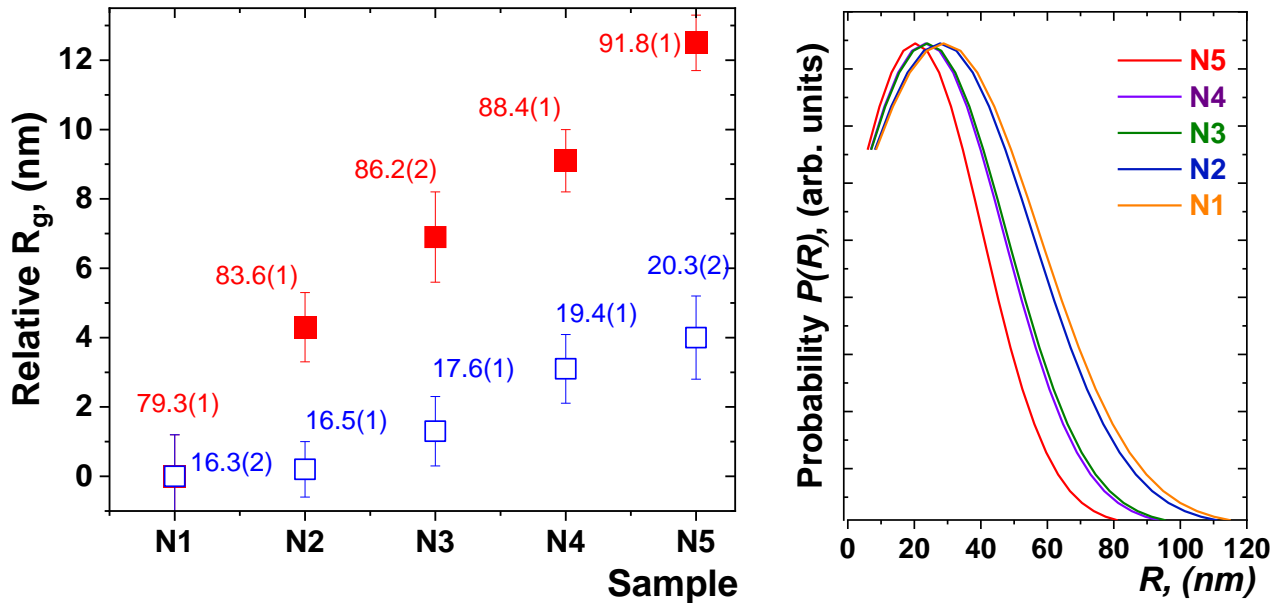 Relative R_g, (nm)
12
10
8
6
4
2
0
91.8(1)
88.4(1)
86.2(2)
83.6(1)
79.3(1)
20.3(2)
19.4(1)
17.6(1)
16.5(1)
16.3(2)
N1 N2 N3 N4 N5
Sample
Probability P(R), (arb. units)
N5
N4
N3
N2
N1
0 20 40 60 80 100 120
R, (nm)